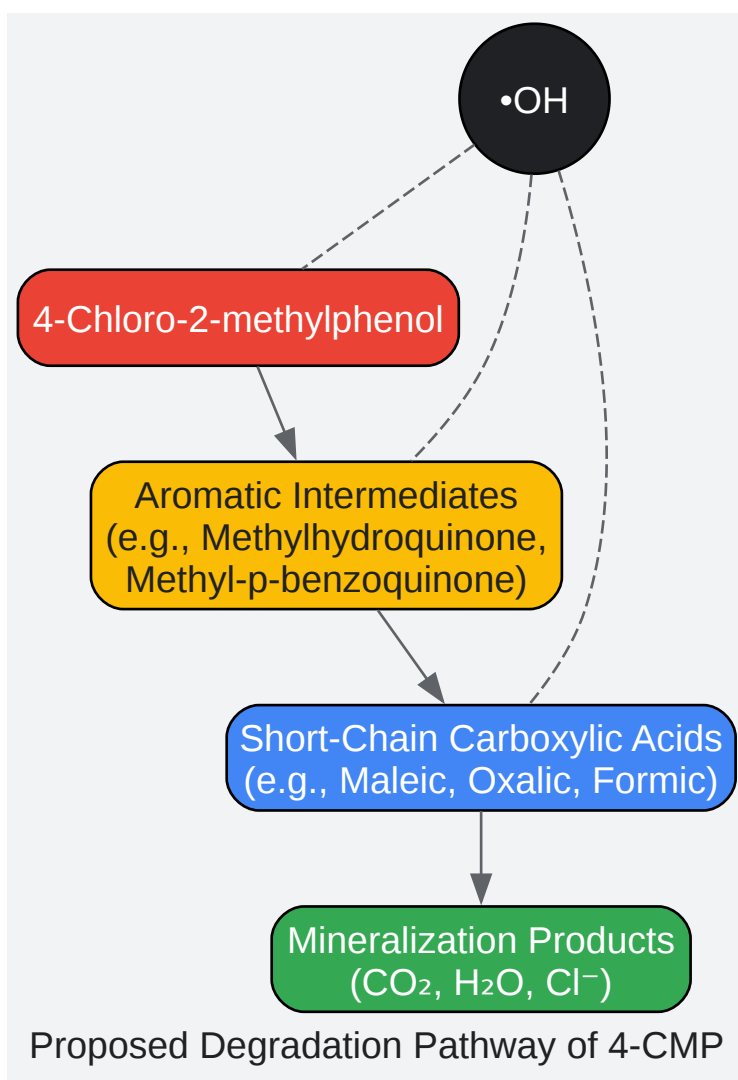 •OH
4-Chloro-2-methylphenol
Aromatic Intermediates
(e.g., Methylhydroquinone,
Methyl-p-benzoquinone)
Short-Chain Carboxylic Acids
(e.g., Maleic, Oxalic, Formic)
Mineralization Products
(CO₂, H₂O, Cl⁻)
Proposed Degradation Pathway of 4-CMP